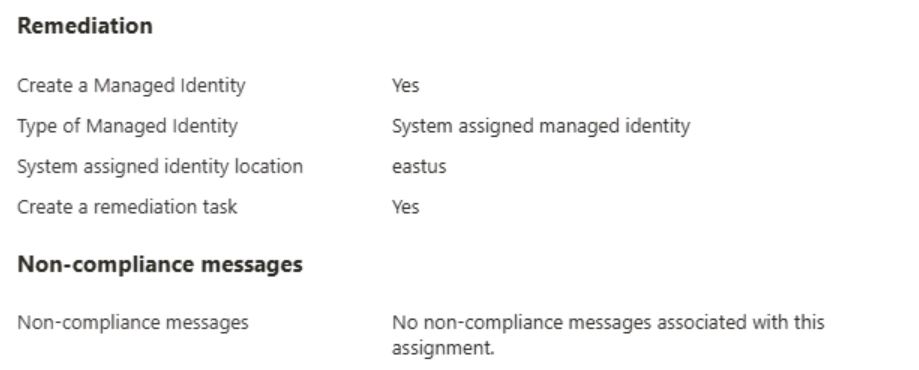 Remediation
Create a Managed Identity Yes
Type of Managed Identity System assigned managed identity
System assigned identity location eastus
Create a remediation task Yes
Non-compliance messages
Non-compliance messages No non-compliance messages associated with this
assignment.